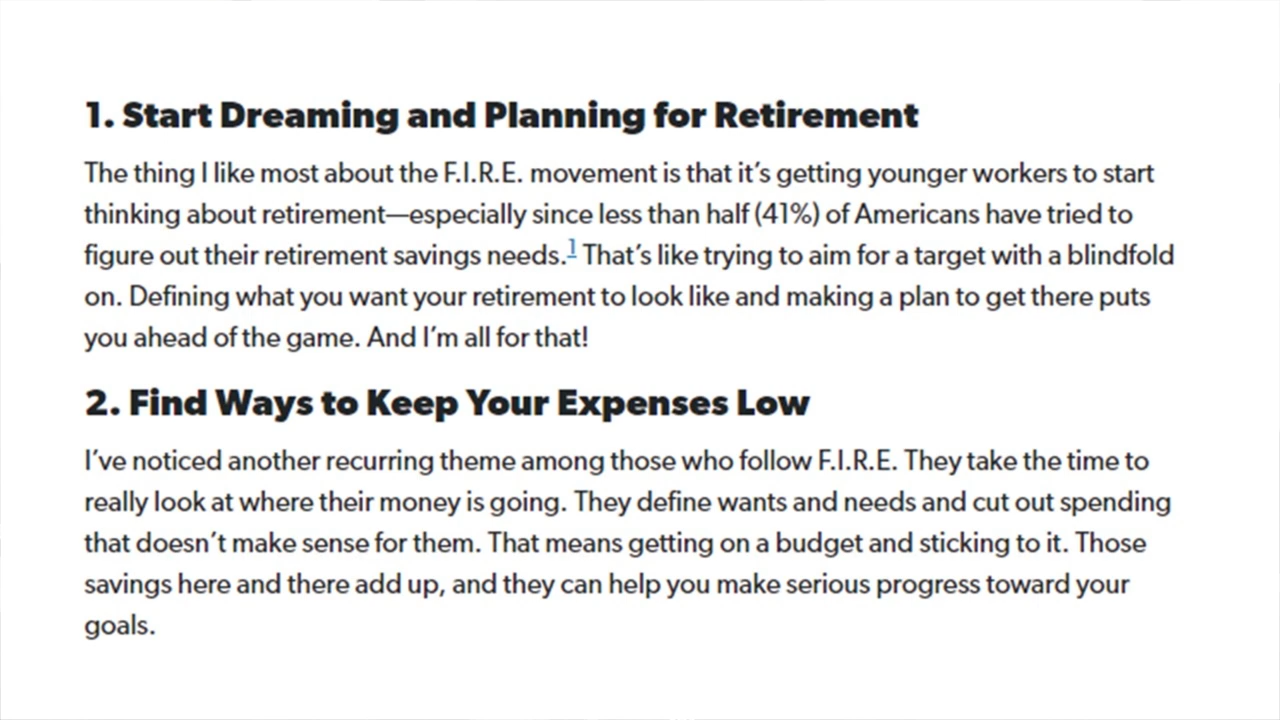 1. Start Dreaming and Planning for Retirement
The thing I like most about the F.I.R.E. movement is that it’s getting younger workers to start
thinking about retirement—especially since less than half (41%) of Americans have tried to
figure out their retirement savings needs.1 That’s like trying to aim for a target with a blindfold
on. Defining what you want your retirement to look like and making a plan to get there puts
you ahead of the game. And I’m all for that!
2. Find Ways to Keep Your Expenses Low
I’ve noticed another recurring theme among those who follow F.I.R.E. They take the time to
really look at where their money is going. They define wants and needs and cut out spending
that doesn’t make sense for them. That means getting on a budget and sticking to it. Those
savings here and there add up, and they can help you make serious progress toward your
goals.